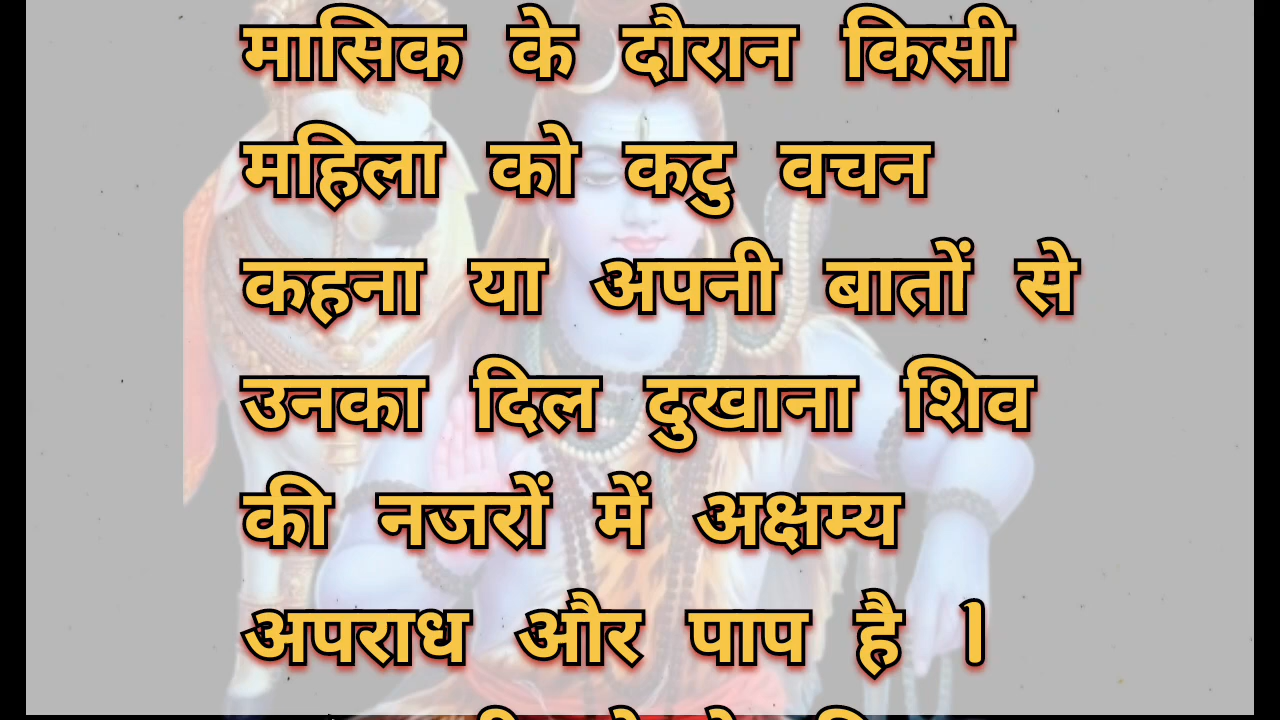 मासिक के दौरान किसी
महिला को कटु वचन
कहना या अपनी बातों से
उनका दिल दुखाना शिव
की नजरों में अक्षम्य
अपराध और पाप है ।